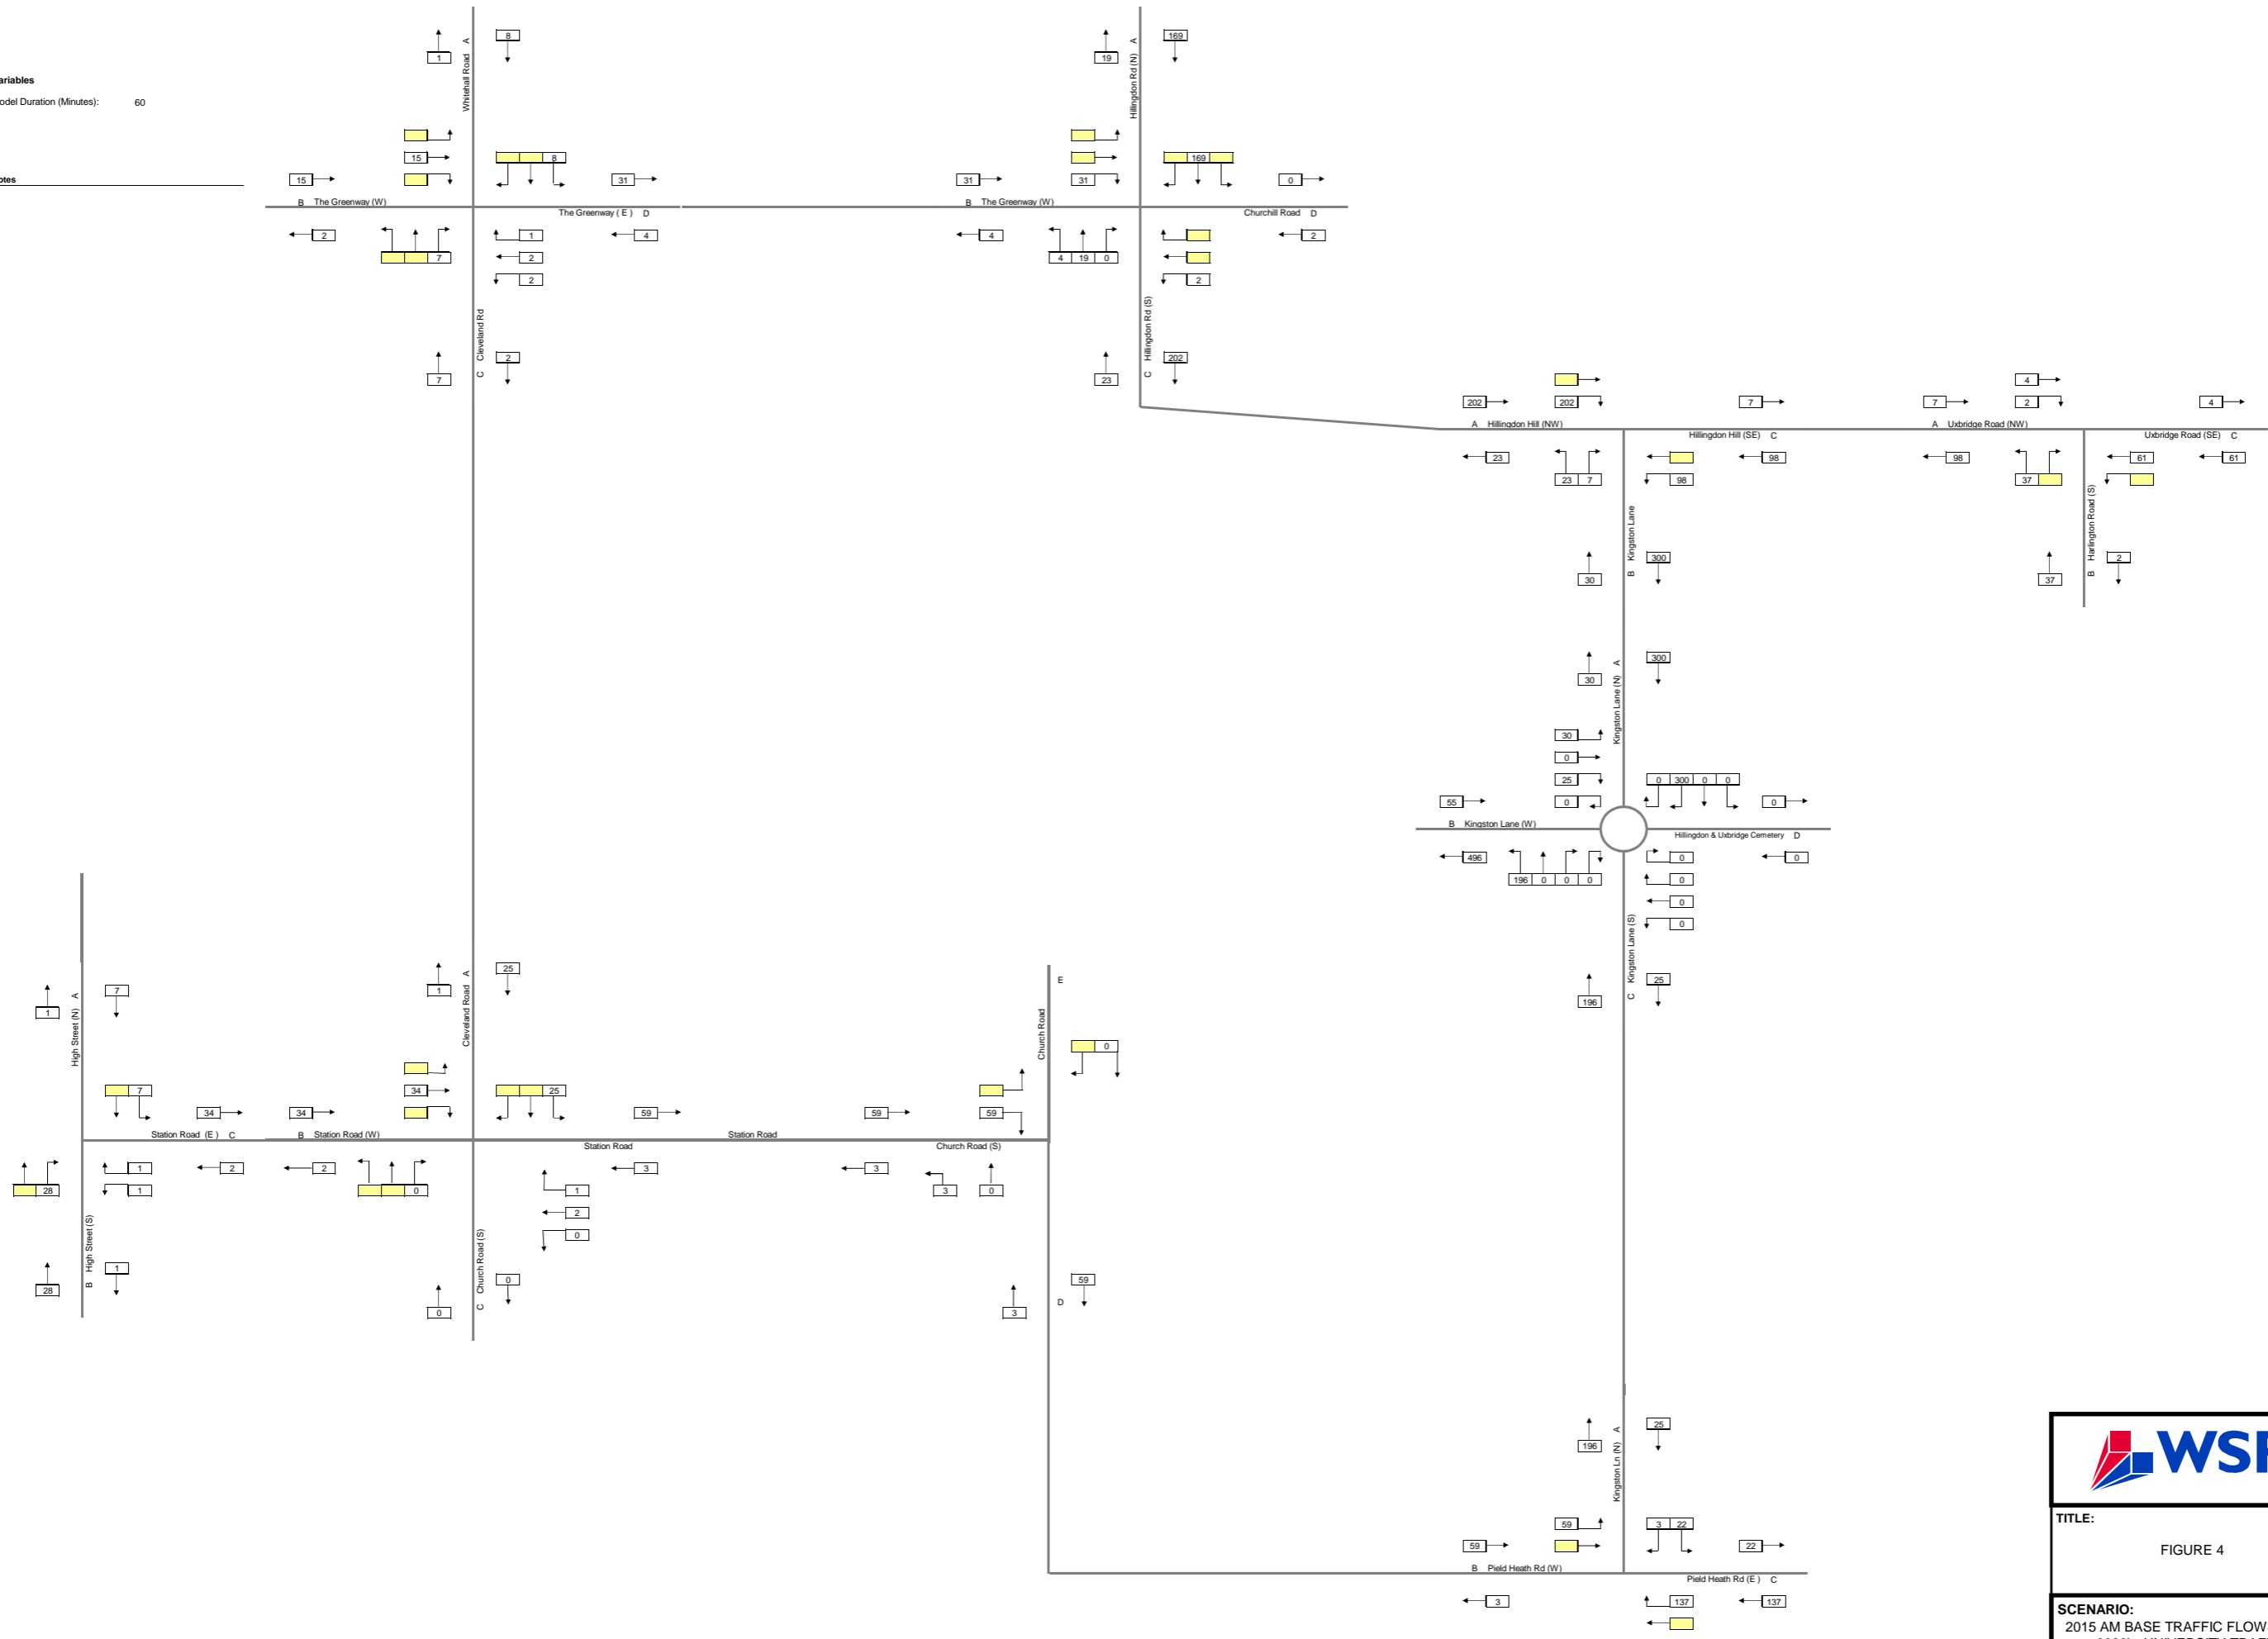 Whitehall Road A
1
8
Hillingdon Rd (N) A
19
169
60
15
8
15
31
B The Greenway (W)
The Greenway ( E ) D
2
7
1
2
2
4
31
31
169
0
B The Greenway (W)
Churchill Road D
4
4 19 0
2
2
C Cleveland Rd
7
2
C Hillingdon Rd (S)
23
202
202
202
7
7
4
2
4
A Hillingdon Hill (NW)
Hillingdon Hill (SE) C
A Uxbridge Road (NW)
Uxbridge Road (SE) C
23
23 7
98
98
98
37
61
61
B Kingston Lane
30
300
B Harlington Road (S)
37
2
Kingston Lane (N) A
30
300
30
0
25
0
55
0 300 0 0
0
B Kingston Lane (W)
Hillingdon & Uxbridge Cemetery D
496
196 0 0 0
0
0
0
0
0
C Kingston Lane (S)
196
25
High Street (N) A
1
7
Cleveland Road A
1
25
Church Road E
0
7
34
34
34
25
59
59
59
Station Road (E ) C
B Station Road (W)
Station Road
Station Road
Church Road (S)
28
1
1
2
2
0
1
2
0
3
3
3
0
B High Street (S)
28
1
C Church Road (S)
0
0
3
D
59
Kingston Ln (N) A
196
25
59
59
3 22
22
B Pield Heath Rd (W)
Pield Heath Rd (E ) C
3
137
137
TITLE:
FIGURE 4
SCENARIO:
2015 AM BASE TRAFFIC FLOW